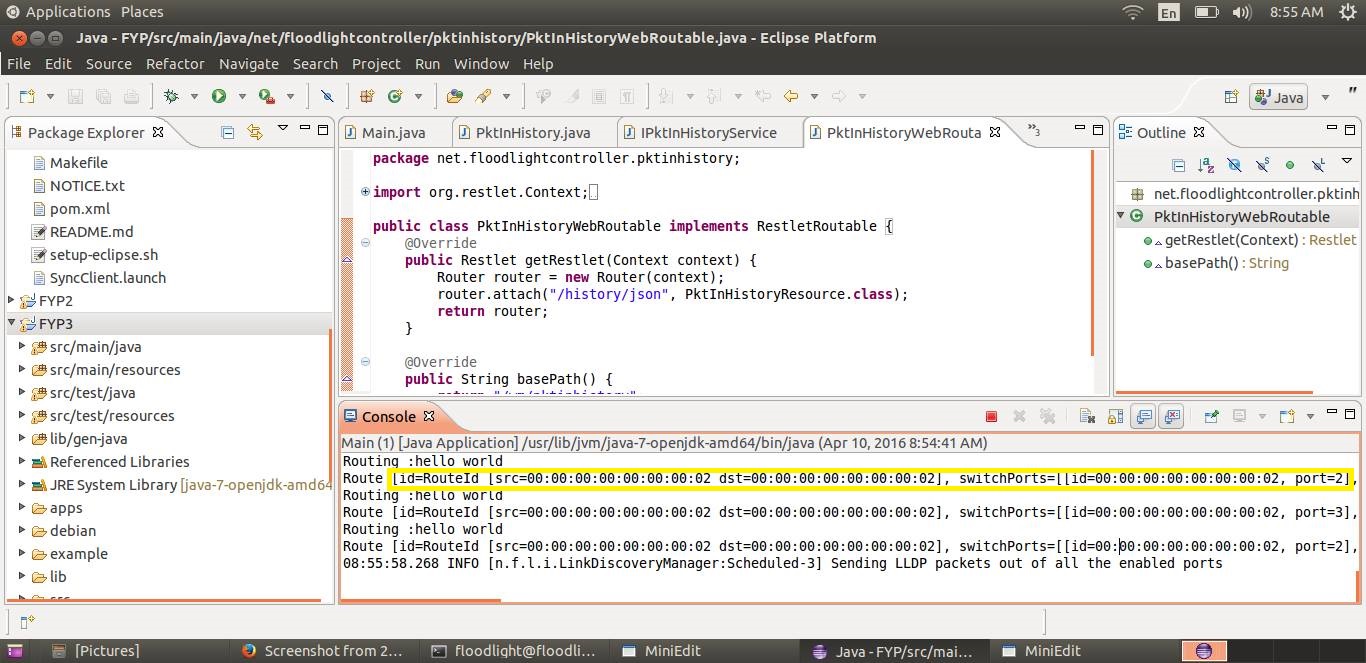 Applications Places
En 8:55 AM
Java - FYP/src/main/java/net/floodlightcontroller/pktinhistory/PktInHistoryWebRoutable.java - Eclipse Platform
File Edit Source Refactor Navigate Search Project Run Window Help
Java
Package Explorer
Makefile
NOTICE.txt
pom.xml
README.md
setup-eclipse.sh
SyncClient.launch
FYP2
FYP3
src/main/java
src/main/resources
src/test/java
src/test/resources
lib/gen-java
Referenced Libraries
JRE System Library [java-7-openjdk-amd64
apps
debian
example
lib
Main.java PktInHistory.java IPktInHistoryService PktInHistoryWebRouta »3
package net.floodlightcontroller.pktinhistory;
import org.restlet.Context;
public class PktInHistoryWebRoutable implements RestletRoutable {
@Override
public Restlet getRestlet(Context context) {
Router router = new Router(context);
router.attach("/history/json", PktInHistoryResource.class);
return router;
}
@Override
public String basePath() {
return "/wm/pktinhistory"
Outline
net.floodlightcontroller.pktinh
PktInHistoryWebRoutable
getRestlet(Context) : Restlet
basePath() : String
Console
Main (1) [Java Application] /usr/lib/jvm/java-7-openjdk-amd64/bin/java (Apr 10, 2016 8:54:41 AM)
Routing :hello world
Route [id=RouteId [src=00:00:00:00:00:00:00:02 dst=00:00:00:00:00:00:00:02], switchPorts=[[id=00:00:00:00:00:00:00:02, port=2],
Routing :hello world
Route [id=RouteId [src=00:00:00:00:00:00:00:02 dst=00:00:00:00:00:00:00:02], switchPorts=[[id=00:00:00:00:00:00:00:02, port=3],
Routing :hello world
Route [id=RouteId [src=00:00:00:00:00:00:00:02 dst=00:00:00:00:00:00:00:02], switchPorts=[[id=00:00:00:00:00:00:00:02, port=2],
08:55:58.268 INFO [n.f.l.i.LinkDiscoveryManager:Scheduled-3] Sending LLDP packets out of all the enabled ports
[Pictures] Screenshot from 2... floodlight@floodli... MiniEdit Java - FYP/src/mai... MiniEdit